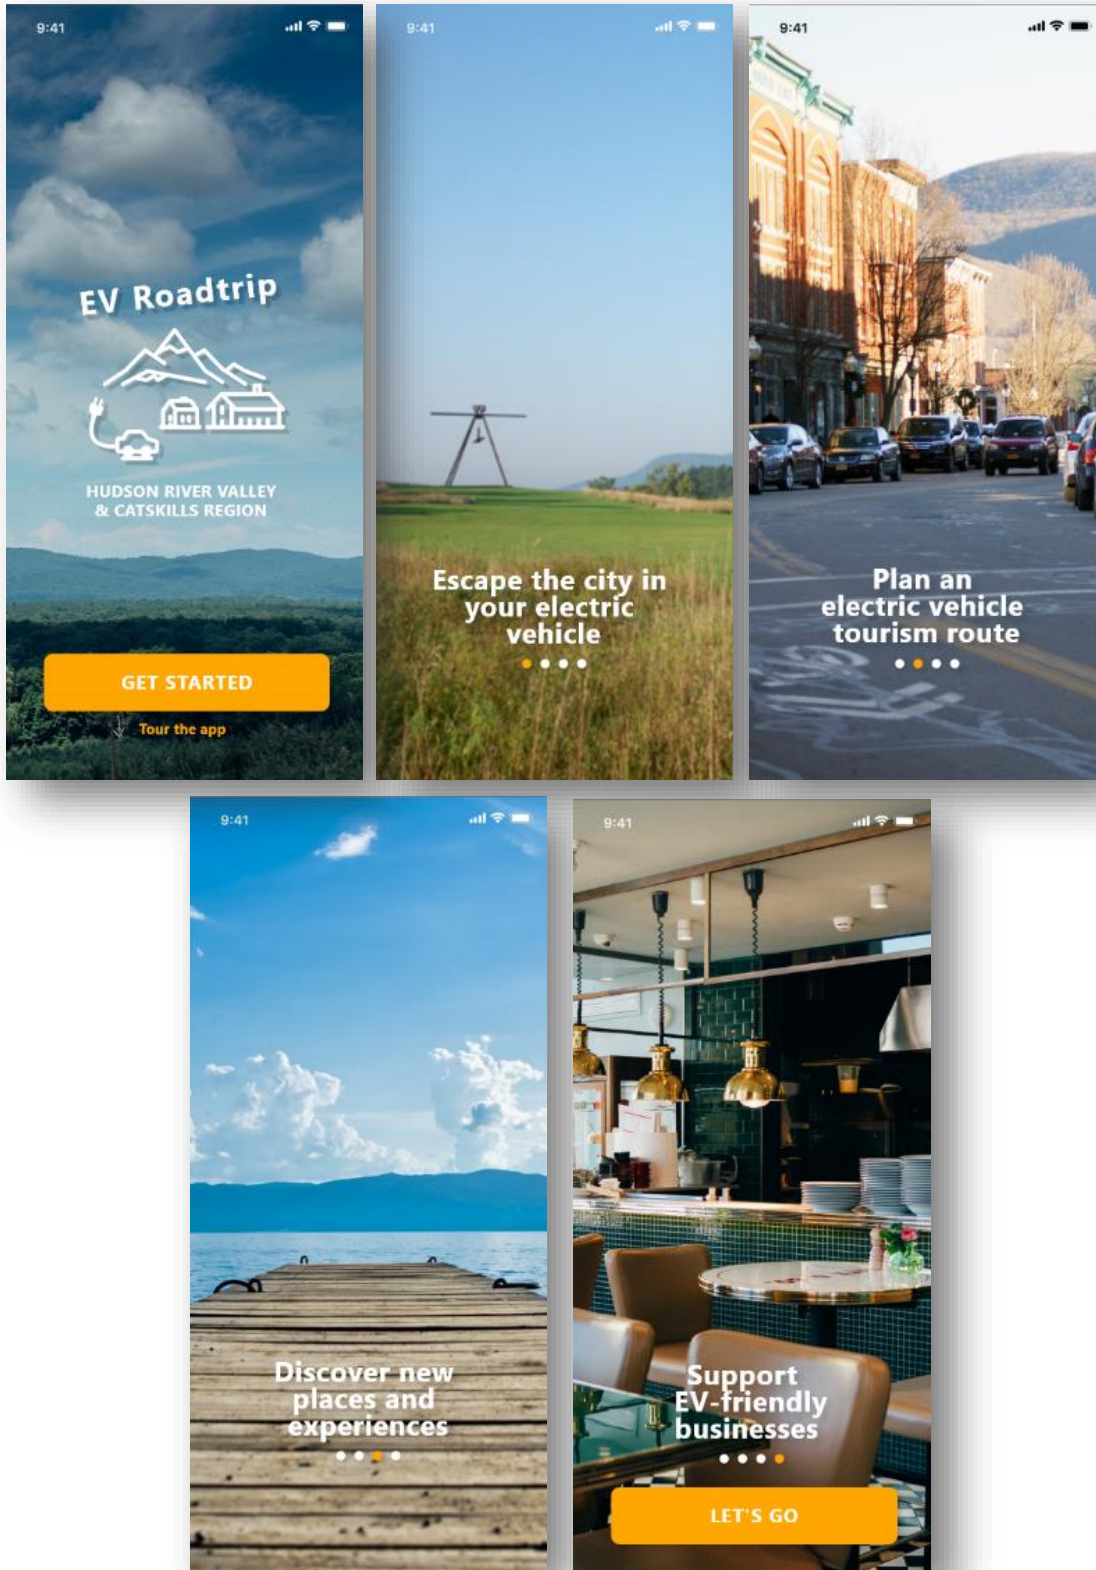 9:41
EV Roadtrip
HUDSON RIVER VALLEY
& CATSKILLS REGION
GET STARTED
Tour the app
9:41
Escape the city in
your electric
vehicle
9:41
Plan an
electric vehicle
tourism route
9:41
Discover new
places and
experiences
9:41
Support
EV-friendly
businesses
LET'S GO